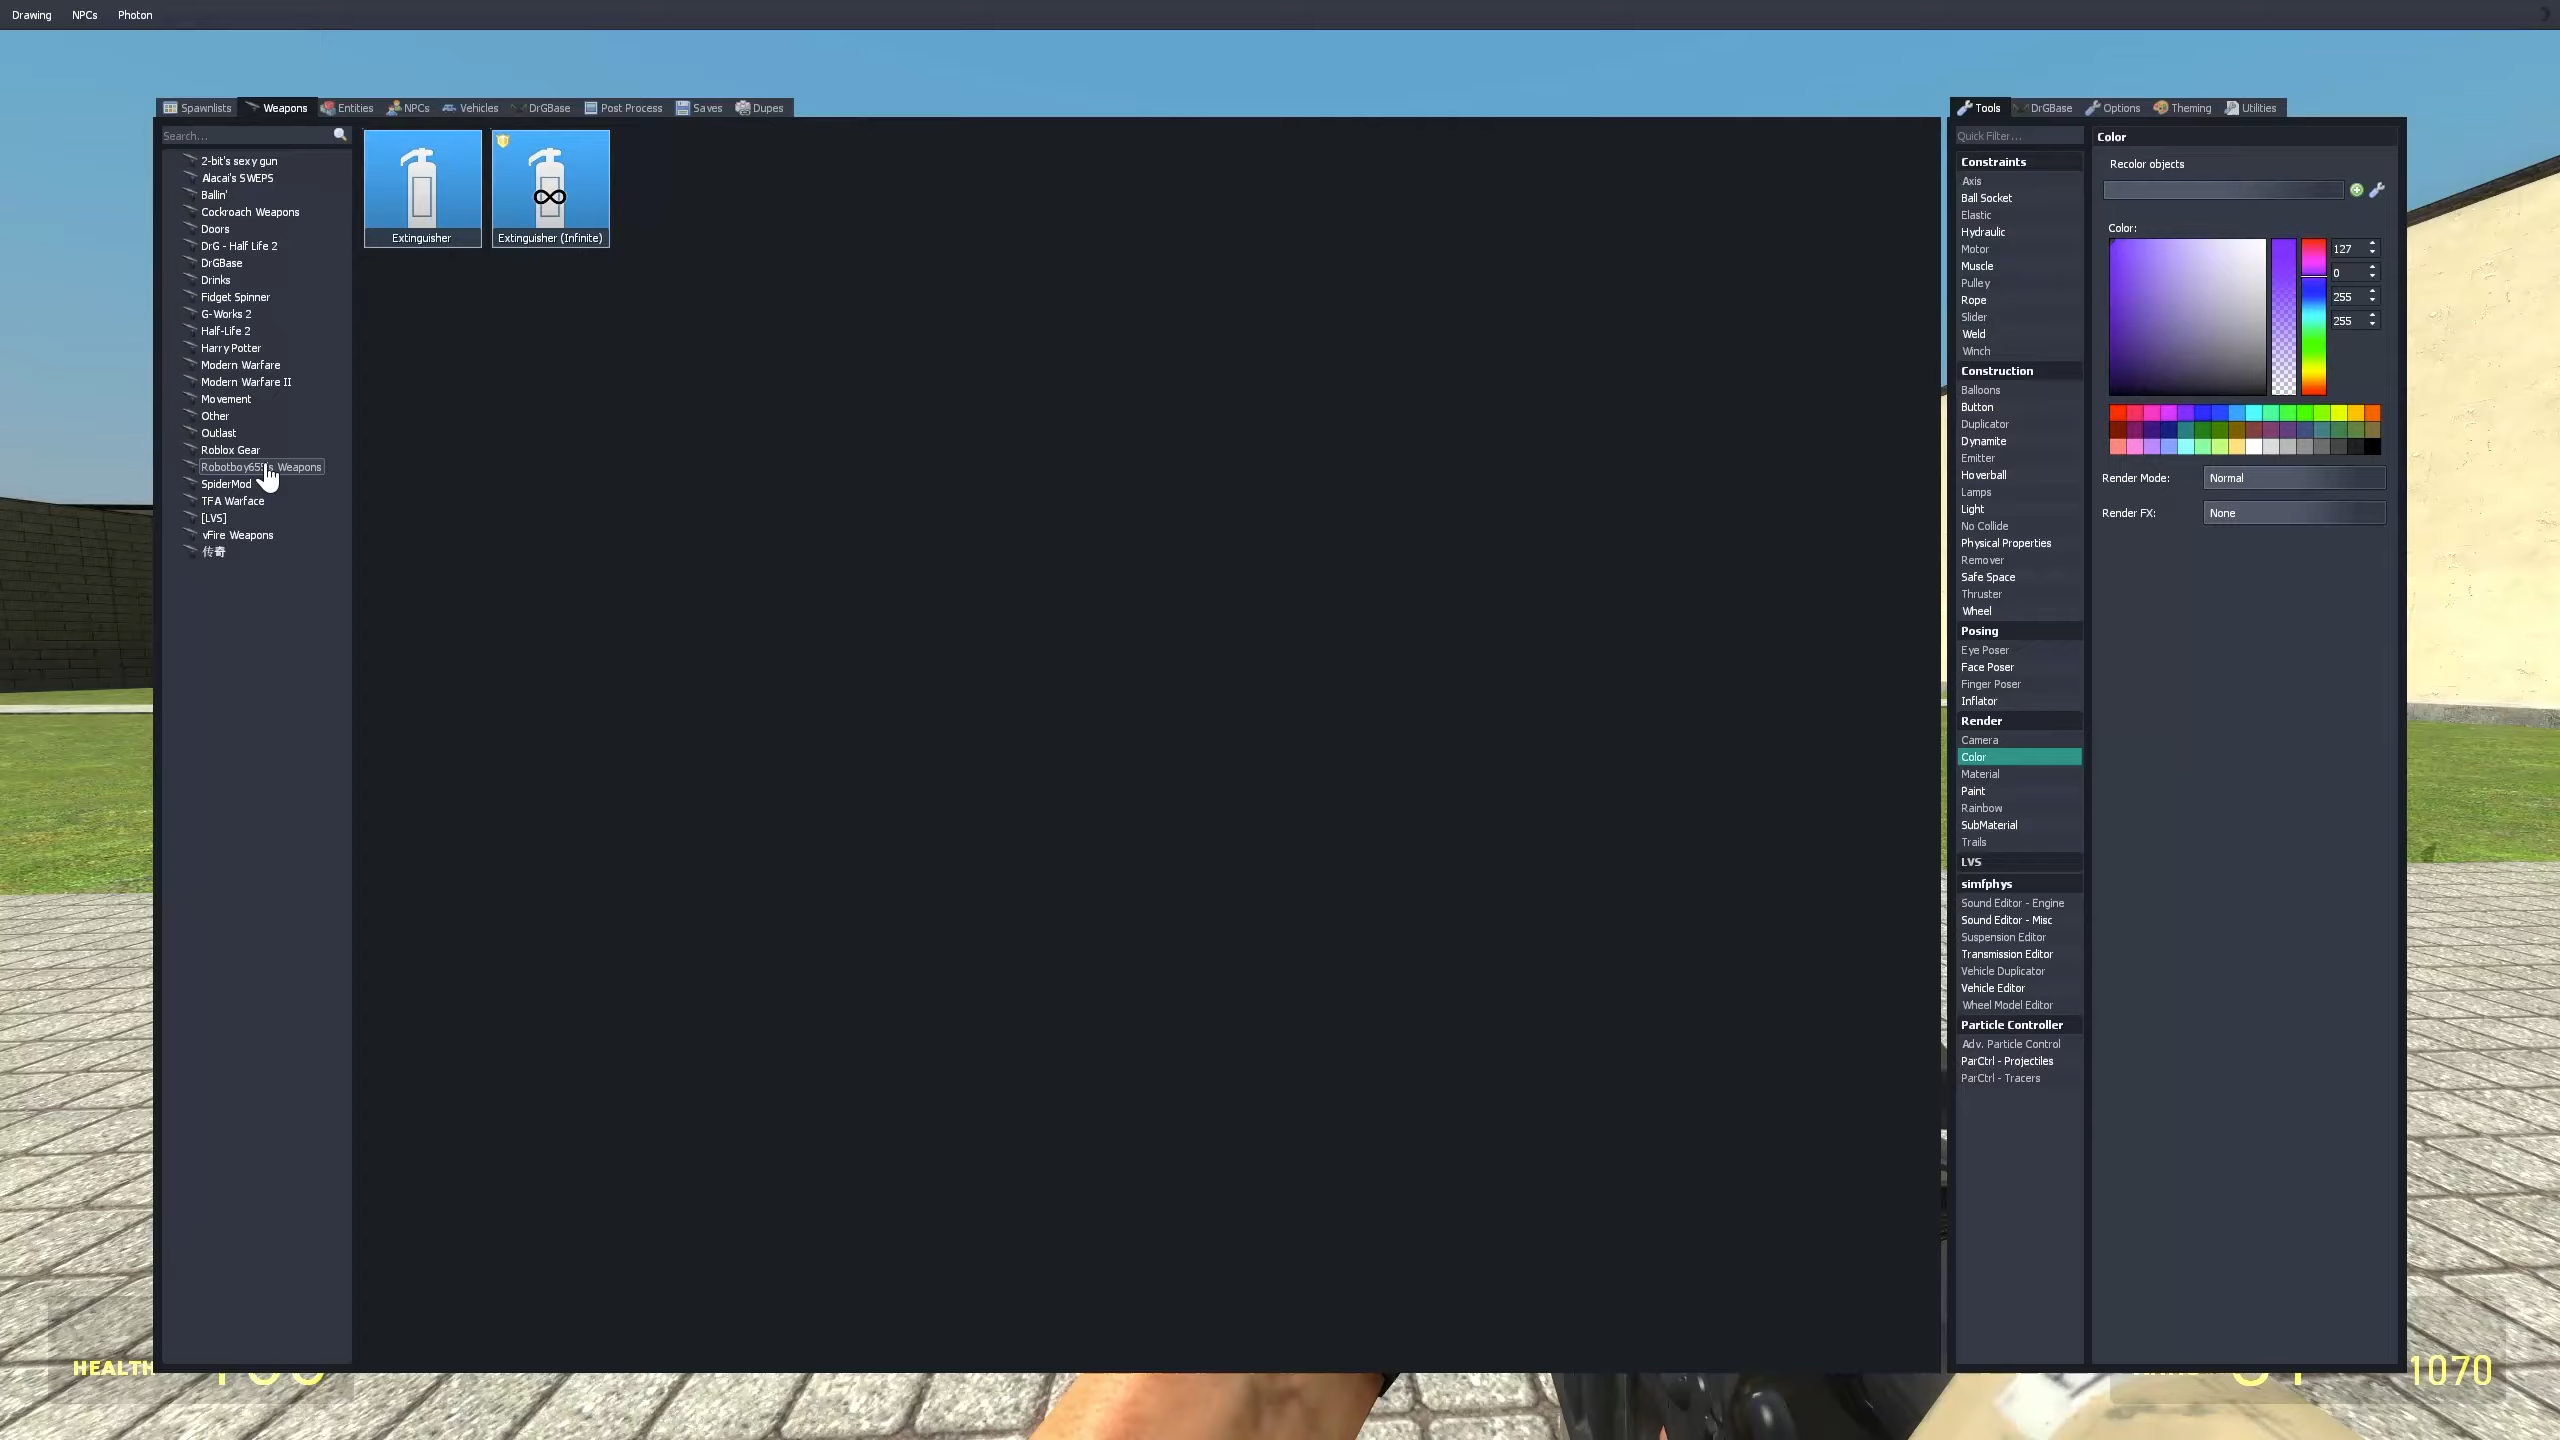 Drawing NPCs Photon
Spawnlists Weapons Entities NPCs Vehicles DrGBase Post Process Saves Dupes
Search...
2-bit's sexy gun
Alacai's SWEPS
Ballin'
Cockroach Weapons
Doors
DrG - Half Life 2
DrGBase
Drinks
Fidget Spinner
G-Works 2
Half-Life 2
Harry Potter
Modern Warfare
Modern Warfare II
Movement
Other
Outlast
Roblox Gear
Robotboy655's Weapons
SpiderMod
TFA Warface
[LVS]
vFire Weapons
传奇
Extinguisher
Extinguisher (Infinite)
Tools DrGBase Options Theming Utilities
Quick Filter...
Constraints
Axis
Ball Socket
Elastic
Hydraulic
Motor
Muscle
Pulley
Rope
Slider
Weld
Winch
Construction
Balloons
Button
Duplicator
Dynamite
Emitter
Hoverball
Lamps
Light
No Collide
Physical Properties
Remover
Safe Space
Thruster
Wheel
Posing
Eye Poser
Face Poser
Finger Poser
Inflator
Render
Camera
Color
Material
Paint
Rainbow
SubMaterial
Trails
LVS
simfphys
Sound Editor - Engine
Sound Editor - Misc
Suspension Editor
Transmission Editor
Vehicle Duplicator
Vehicle Editor
Wheel Model Editor
Particle Controller
Adv. Particle Control
ParCtrl - Projectiles
ParCtrl - Tracers
Color
Recolor objects
Color:
127
0
255
255
Render Mode: Normal
Render FX: None
HEALTH
1070